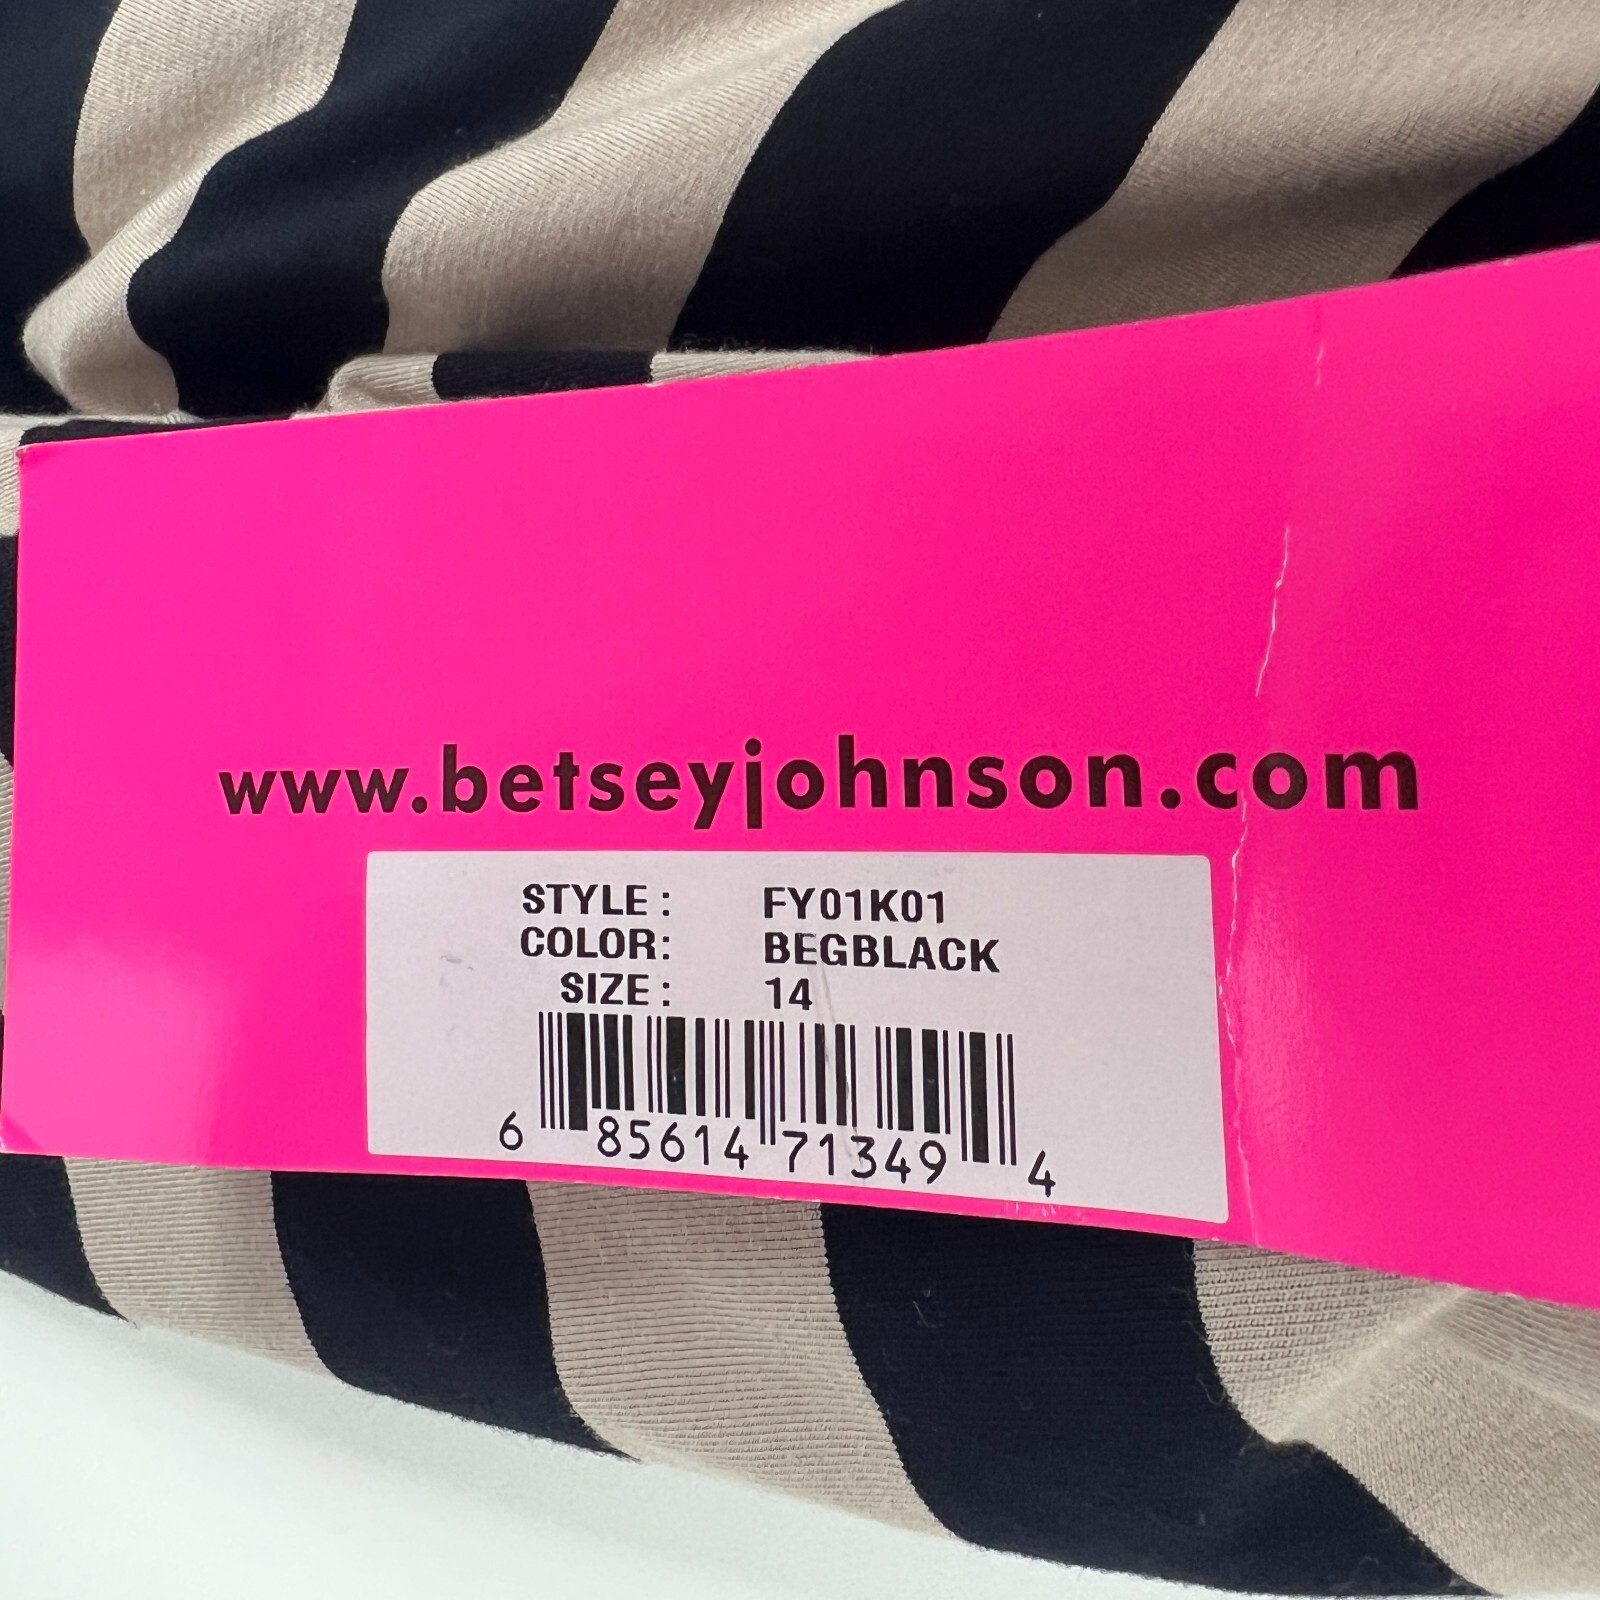 www.betseyjohnson.com
STYLE : FY01K01
COLOR: BEGBLACK
SIZE : 14
6 85614 71349 4